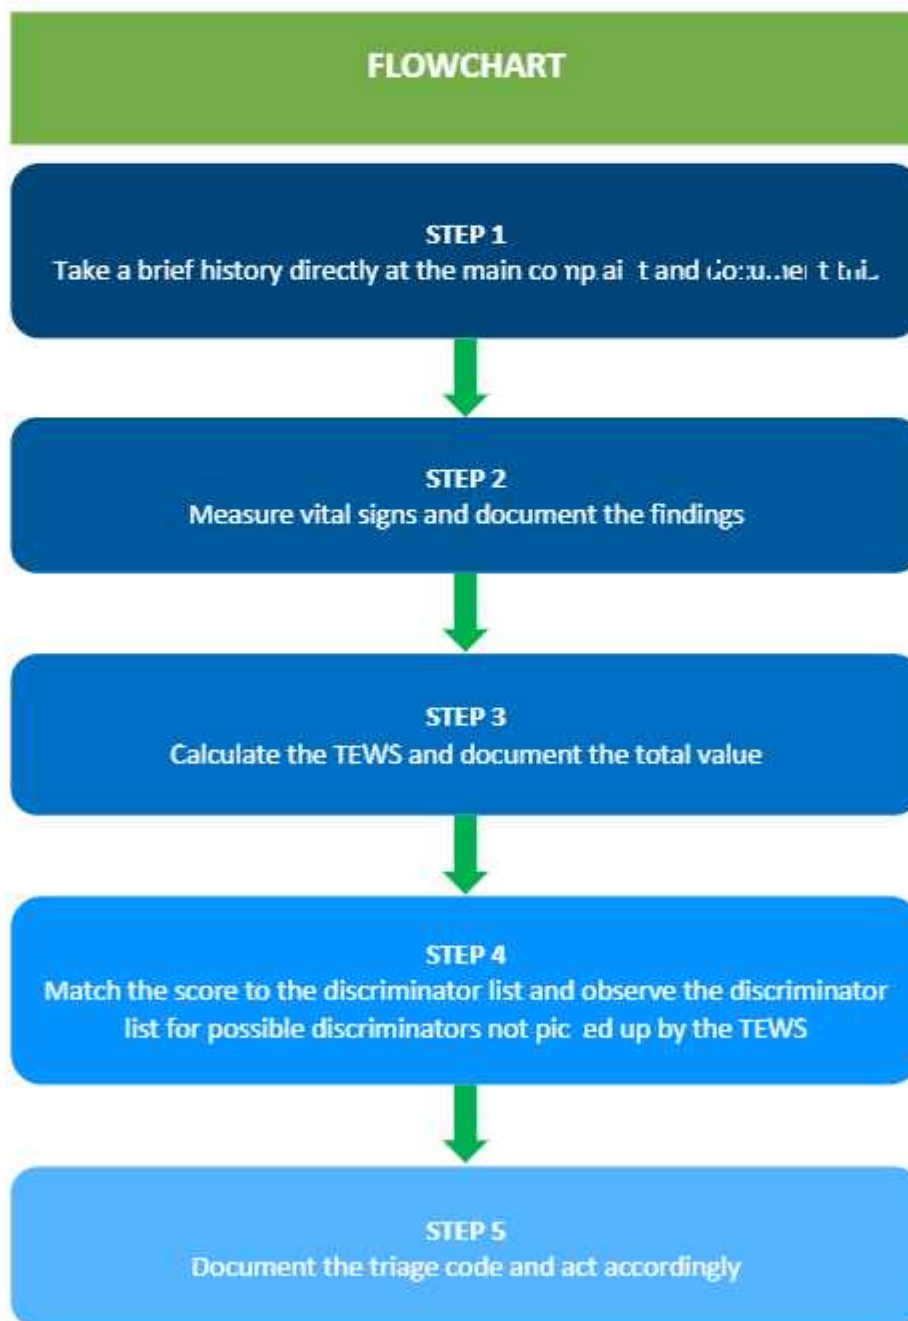 FLOWCHART
STEP 1
Take a brief history directly at the main and
STEP 2
Measure vital signs and document the findings
STEP 3
Calculate the TEWS and document the total value
STEP 4
Match the score to the discriminator list and observe the discriminator
list for possible discriminators not up by the TEWS
STEP 5
Document the triage code and act accordingly